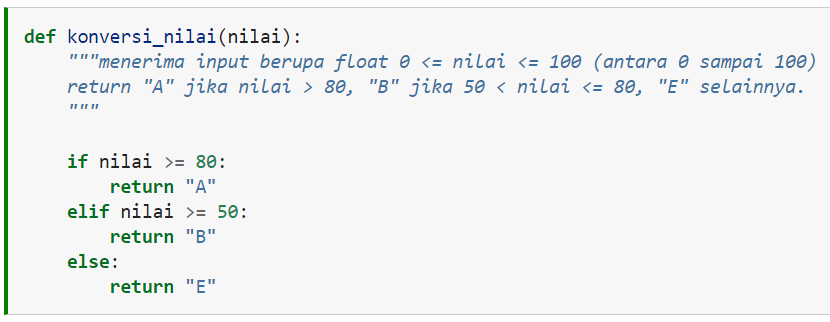 def konversi_nilai(nilai):
    """menerima input berupa float 0 <= nilai <= 100 (antara 0 sampai 100)
    return "A" jika nilai > 80, "B" jika 50 < nilai <= 80, "E" selainnya.
    """

    if nilai >= 80:
        return "A"
    elif nilai >= 50:
        return "B"
    else:
        return "E"